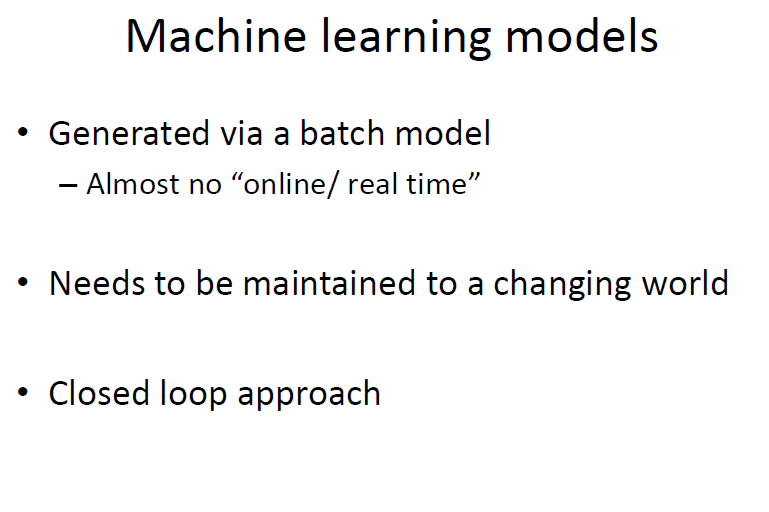 Machine learning models
• Generated via a batch model
– Almost no “online/ real time”
• Needs to be maintained to a changing world
• Closed loop approach